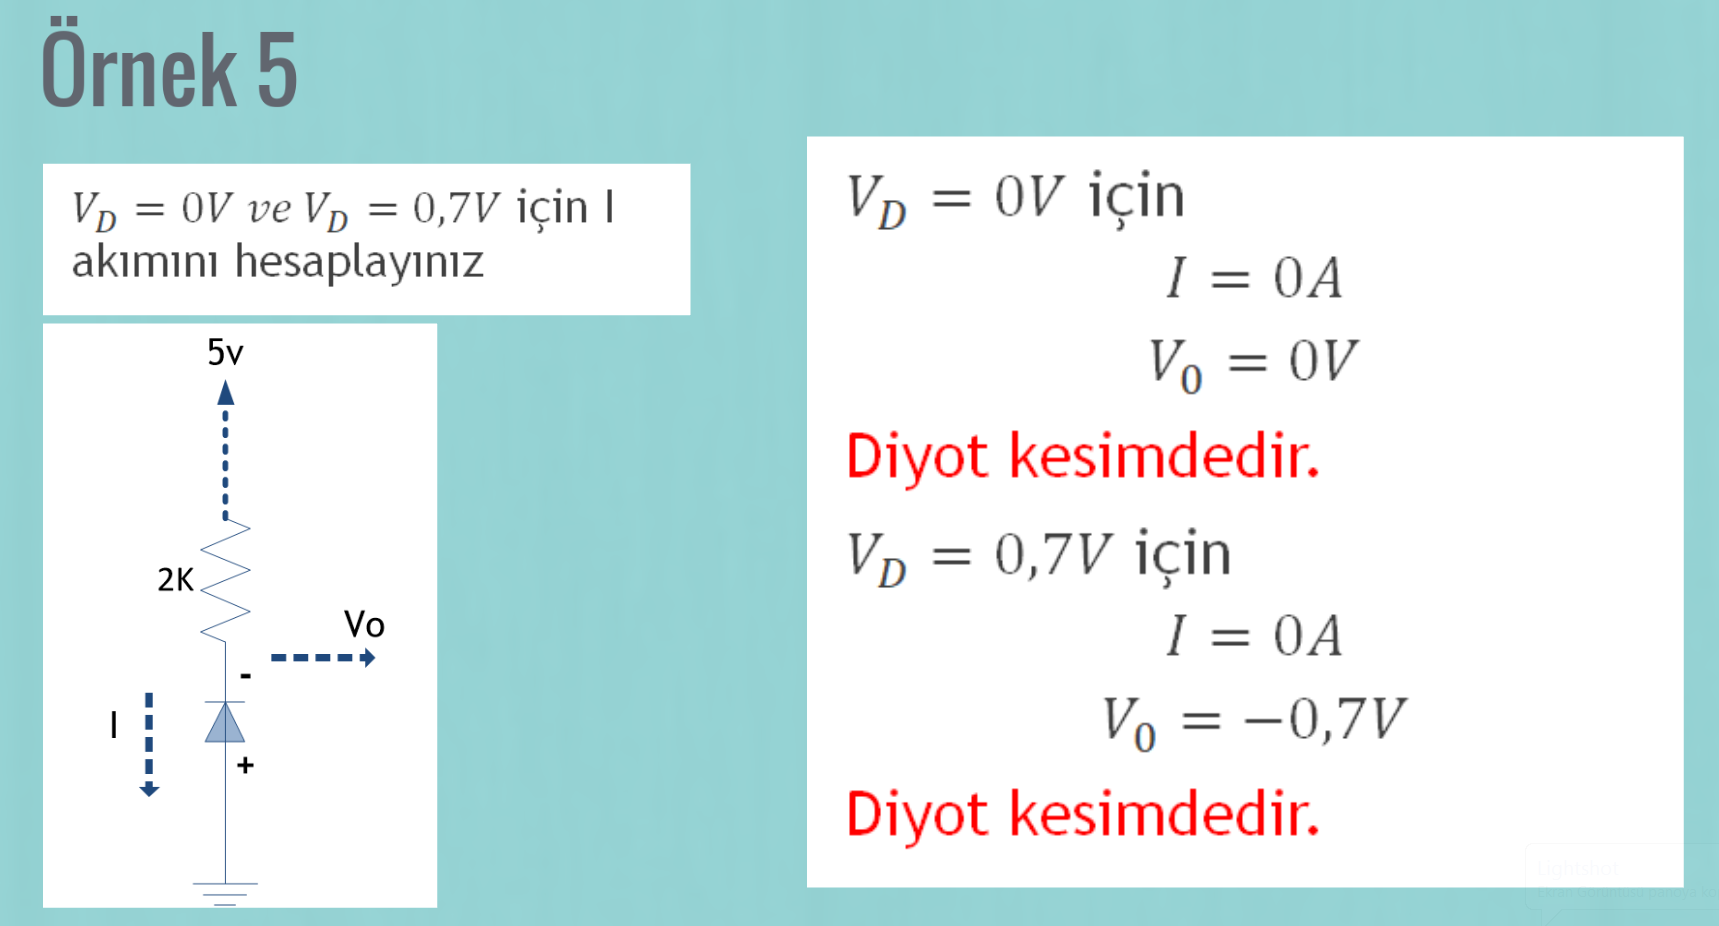 Örnek 5
V_D = 0V ve V_D = 0,7V için I
akımını hesaplayınız
5v
2K
Vo
-
I
+
V_D = 0V için
I = 0A
V_0 = 0V
Diyot kesimdedir.
V_D = 0,7V için
I = 0A
V_0 = −0,7V
Diyot kesimdedir.
Lightshot